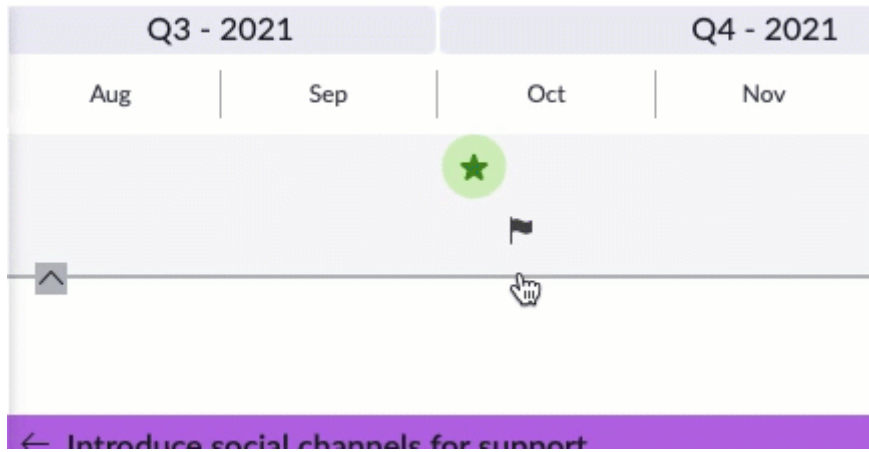 Q3 - 2021 Q4 - 2021
Aug Sep Oct Nov
Introduce social channels for support